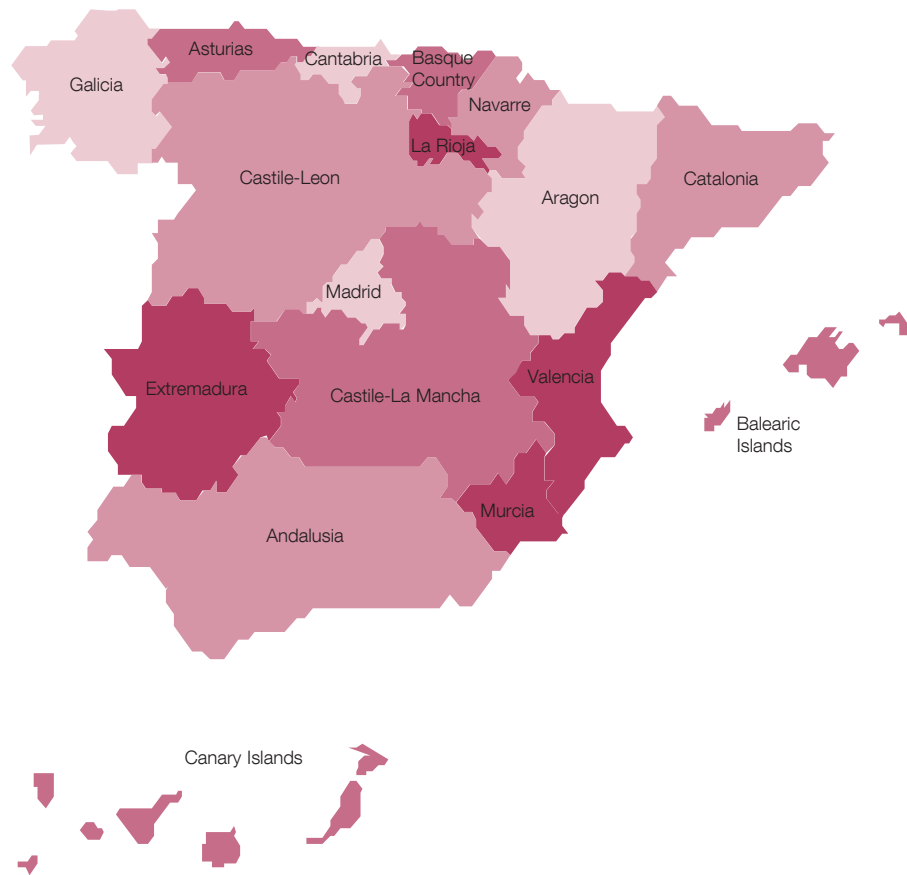 Asturias
Cantabria
Basque
Country
Galicia
Navarre
La Rioja
Castile-Leon
Catalonia
Aragon
Madrid
Valencia
Extremadura
Castile-La Mancha
Balearic
Islands
Murcia
Andalusia
Canary Islands